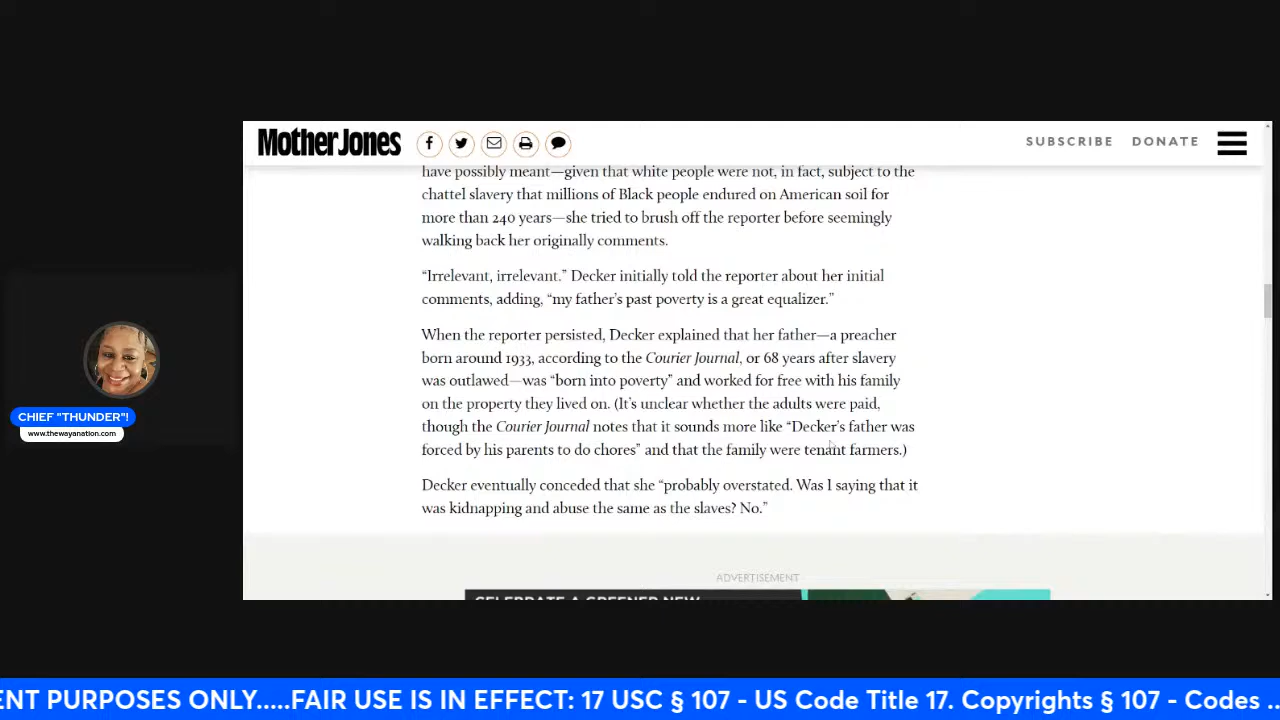 MotherJones
SUBSCRIBE DONATE
have possibly meant—given that white people were not, in fact, subject to the
chattel slavery that millions of Black people endured on American soil for
more than 240 years—she tried to brush off the reporter before seemingly
walking back her originally comments.
“Irrelevant, irrelevant.” Decker initially told the reporter about her initial
comments, adding, “my father’s past poverty is a great equalizer.”
When the reporter persisted, Decker explained that her father—a preacher
born around 1933, according to the Courier Journal, or 68 years after slavery
was outlawed—was “born into poverty” and worked for free with his family
on the property they lived on. (It’s unclear whether the adults were paid,
though the Courier Journal notes that it sounds more like “Decker’s father was
forced by his parents to do chores” and that the family were tenant farmers.)
Decker eventually conceded that she “probably overstated. Was I saying that it
was kidnapping and abuse the same as the slaves? No.”
ADVERTISEMENT
CELEBRATE A GREENER NEW
CHIEF "THUNDER"!
www.thewayanation.com
ENT PURPOSES ONLY.....FAIR USE IS IN EFFECT: 17 USC § 107 - US Code Title 17. Copyrights § 107 - Codes ..